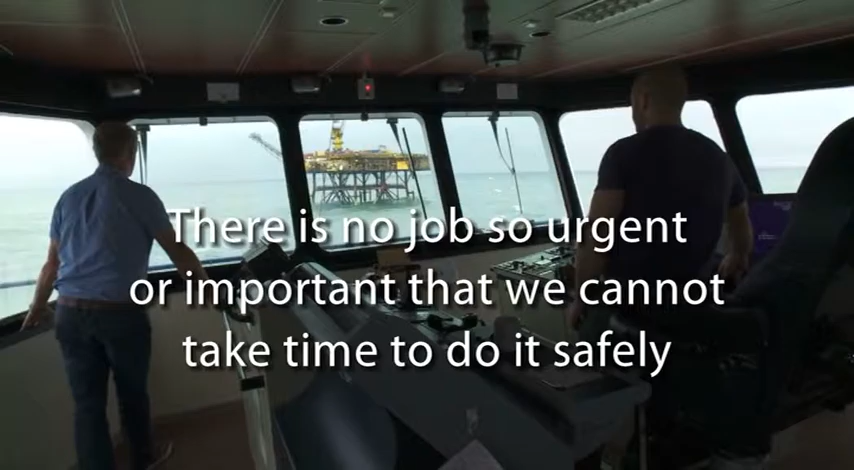 There is no job so urgent
or important that we cannot
take time to do it safely